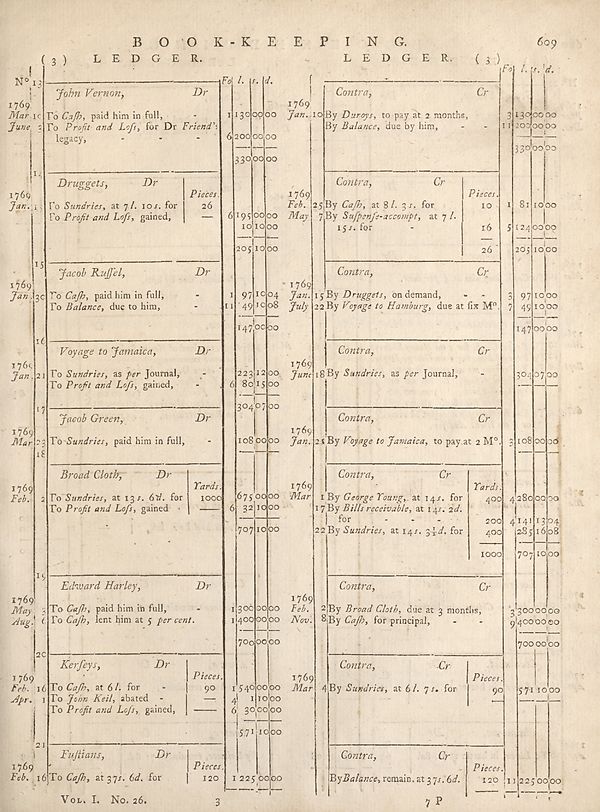 BOOK-KEEPING. 609
(3) LEDGER.
No 13 Fo l. s. d.
John Vernon, Dr
1769
Mar 10 To Cash, paid him in full, - 1 130 00 00
June 2 To Profit and Loss, for Dr Friend's
legacy, - - - 6 200 00 00
330 00 00
14
Druggets, Dr
1769 Pieces.
Jan. To Sundries, at 7 l. 10 s. for 26 195 00 00
To Profit and Loss, gained, — 6 10 10 00
205 10 00
15
Jacob Russel, Dr
1769
Jan. 30 To Cash, paid him in full, - 1 97 10 04
To Balance, due to him, - 11 49 10 08
147 00 00
16
Voyage to Jamaica, Dr
1769
Jan. 21 To Sundries, as per Journal, - 223 12 00
To Profit and Loss, gained, - 6 80 15 00
304 07 00
17
Jacob Green, Dr
1769
Mar 23 To Sundries, paid him in full, - 108 00 00
18
Broad Cloth, Dr
1769 Yards.
Feb. 2 To Sundries, at 13 s. 6 d. for 1000 675 00 00
To Profit and Loss, gained - — 6 32 10 00
707 10 00
19
Edward Harley, Dr
1769
May 3 To Cash, paid him in full, - 1 300 00 00
Aug. 6 To Cash, lent him at 5 per cent. 1 400 00 00
700 00 00
20
Kerseys, Dr
1769 Pieces.
Feb. 16 To Cash, at 6 l. for - 90 1 540 00 00
Apr. 1 To John Keil, abated - — 4 1 10 00
To Profit and Loss, gained, — 6 30 00 00
571 10 00
21
Fustians, Dr
1769 Pieces.
Feb. 16 To Cash, at 37 s. 6d. for 120 1 225 00 00
VOL. I. No. 26. 3
LEDGER. (3)
Fo l. s. d.
Contra, Cr
1769
Jan. 10 By Duroys, to pay at 2 months, 3 130 00 00
By Balance, due by him, - - 11 200 00 00
330 00 00
Contra, Cr
1769 Pieces.
Feb. 25 By Cash, at 8 l. 3 s. for 10 1 81 10 00
May 7 By Suspense-accompt, at 7 l.
15 s. for - 16 5 124 00 00
26 205 10 00
Contra, Cr
1769
Jan. 15 By Druggets, on demand, - - 3 97 10 00
July 22 By Voyage to Hamburg, due at six Mo. 7 49 10 00
147 00 00
Contra, Cr
1769
June 18 By Sundries, as per Journal, - 304 07 00
Contra, Cr
1769
Jan. 21 By Voyage to Jamaica, to pay at 2 Mo. 3 108 00 00
Contra, Cr
1769 Yards.
Mar 1 By George Young, at 14 s. for 400 4 280 00 00
17 By Bills receivable, at 14 s. 2d.
for - - - 200 4 141 13 04
22 By Sundries, at 14 s. 3½ d. for 400 285 16 08
1000 707 10 00
Contra, Cr
1769
Feb. 2 By Broad Cloth, due at 3 months, 3 300 00 00
Nov. 8 By Cash, for principal, - - 9 400 00 00
700 00 00
Contra, Cr
1769 Pieces.
Mar 4 By Sundries, at 6 l. 7 s. for 90 571 10 00
Contra, Cr
Pieces.
By Balance, remain. at 37 s. 6d. 120 11 225 00 00
7 P